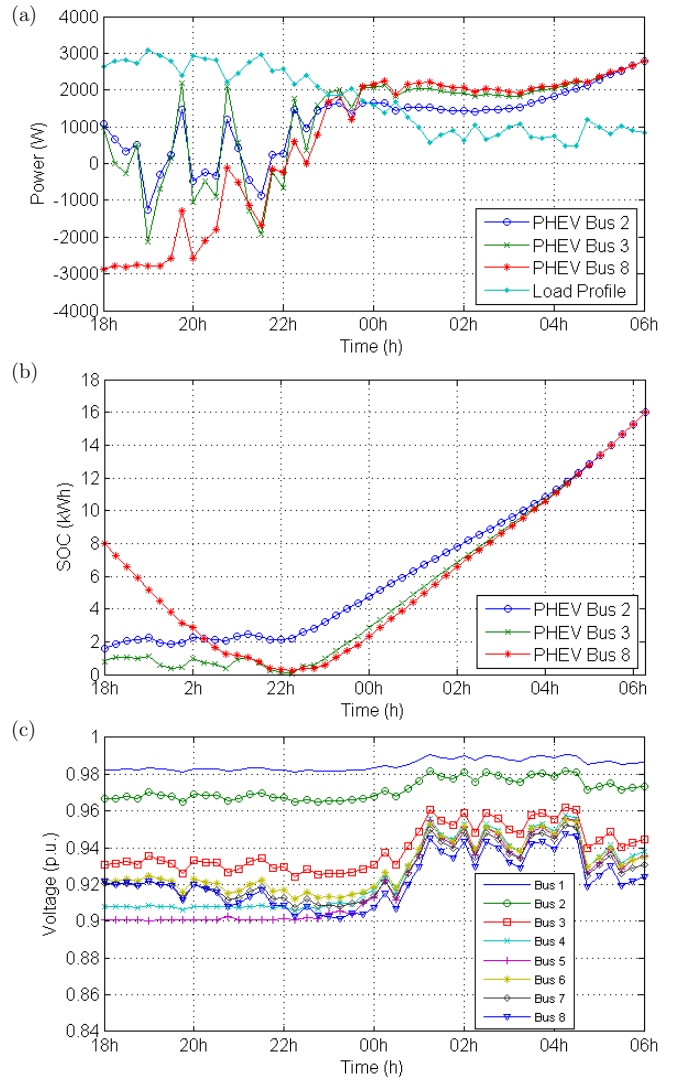 (a)
4000
3000
2000
1000
0
-1000
-2000
-3000
-4000
Power (W)
PHEV Bus 2
PHEV Bus 3
PHEV Bus 8
Load Profile
18h 20h 22h 00h 02h 04h 06h
Time (h)
(b)
18
16
14
12
10
8
6
4
2
0
SOC (kWh)
PHEV Bus 2
PHEV Bus 3
PHEV Bus 8
18h 2h 22h 00h 02h 04h 06h
Time (h)
(c)
1
0.98
0.96
0.94
0.92
0.9
0.88
0.86
0.84
Voltage (p.u.)
Bus 1
Bus 2
Bus 3
Bus 4
Bus 5
Bus 6
Bus 7
Bus 8
18h 20h 22h 00h 02h 04h 06h
Time (h)